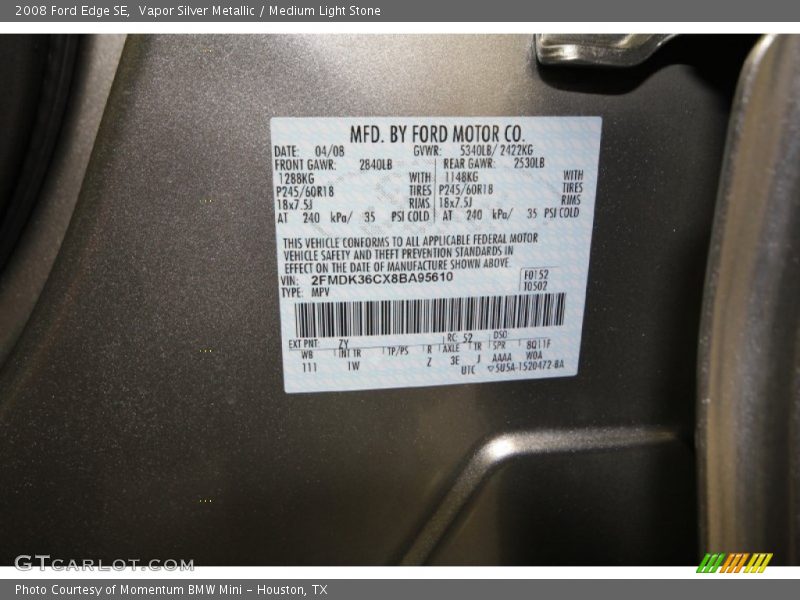 2008 Ford Edge SE, Vapor Silver Metallic / Medium Light Stone
MFD. BY FORD MOTOR CO.
DATE: 04/08 GVWR: 5340LB/ 2422KG
FRONT GAWR: 2840LB REAR GAWR: 2530LB
1288KG WITH 1148KG WITH
P245/60R18 TIRES P245/60R18 TIRES
18x7.5J RIMS 18x7.5J RIMS
AT 240 kPa/ 35 PSI COLD AT 240 kPa/ 35 PSI COLD
THIS VEHICLE CONFORMS TO ALL APPLICABLE FEDERAL MOTOR
VEHICLE SAFETY AND THEFT PREVENTION STANDARDS IN
EFFECT ON THE DATE OF MANUFACTURE SHOWN ABOVE.
VIN: 2FMDK36CX8BA95610 F0152
TYPE: MPV T0502
EXT PNT: ZY RC: 52 DSO:
WB INT TR TP/PS R AXLE TR SPR 8Q11F
111 1W Z 3E J AAAA W0A
UTC ▽5U5A-1520472-BA
GTCARLOT.COM
Photo Courtesy of Momentum BMW Mini - Houston, TX